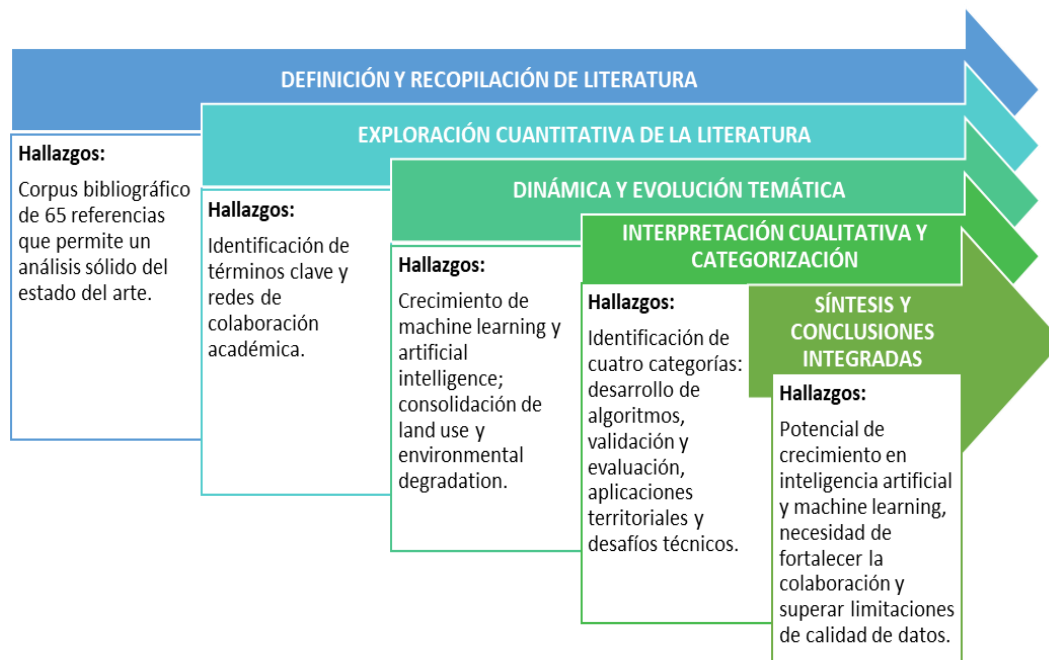 DEFINICIÓN Y RECOPILACIÓN DE LITERATURA
Hallazgos:
Corpus bibliográfico
de 65 referencias
que permite un
análisis sólido del
estado del arte.
EXPLORACIÓN CUANTITATIVA DE LA LITERATURA
Hallazgos:
Identificación de
términos clave y
redes de
colaboración
académica.
DINÁMICA Y EVOLUCIÓN TEMÁTICA
Hallazgos:
Crecimiento de
machine learning y
artificial
intelligence;
consolidación de
land use y
environmental
degradation.
INTERPRETACIÓN CUALITATIVA Y
CATEGORIZACIÓN
Hallazgos:
Identificación de
cuatro categorías:
desarrollo de
algoritmos,
validación y
evaluación,
aplicaciones
territoriales y
desafíos técnicos.
SÍNTESIS Y
CONCLUSIONES
INTEGRADAS
Hallazgos:
Potencial de
crecimiento en
inteligencia artificial
y machine learning,
necesidad de
fortalecer la
colaboración y
superar limitaciones
de calidad de datos.